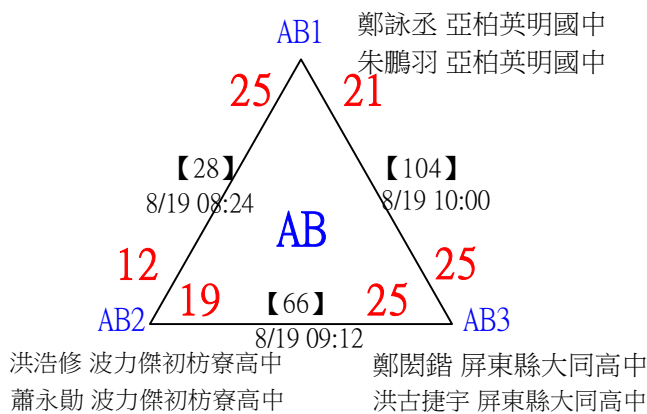 AB1
鄭詠丞 亞柏英明國中
朱鵬羽 亞柏英明國中
25
21
【28】
【104】
8/19 08:24
8/19 10:00
AB
12
25
19
【66】
25
AB2
AB3
8/19 09:12
洪浩修 波力傑初枋寮高中
鄭閎鍇 屏東縣大同高中
蕭永勛 波力傑初枋寮高中
洪古捷宇 屏東縣大同高中